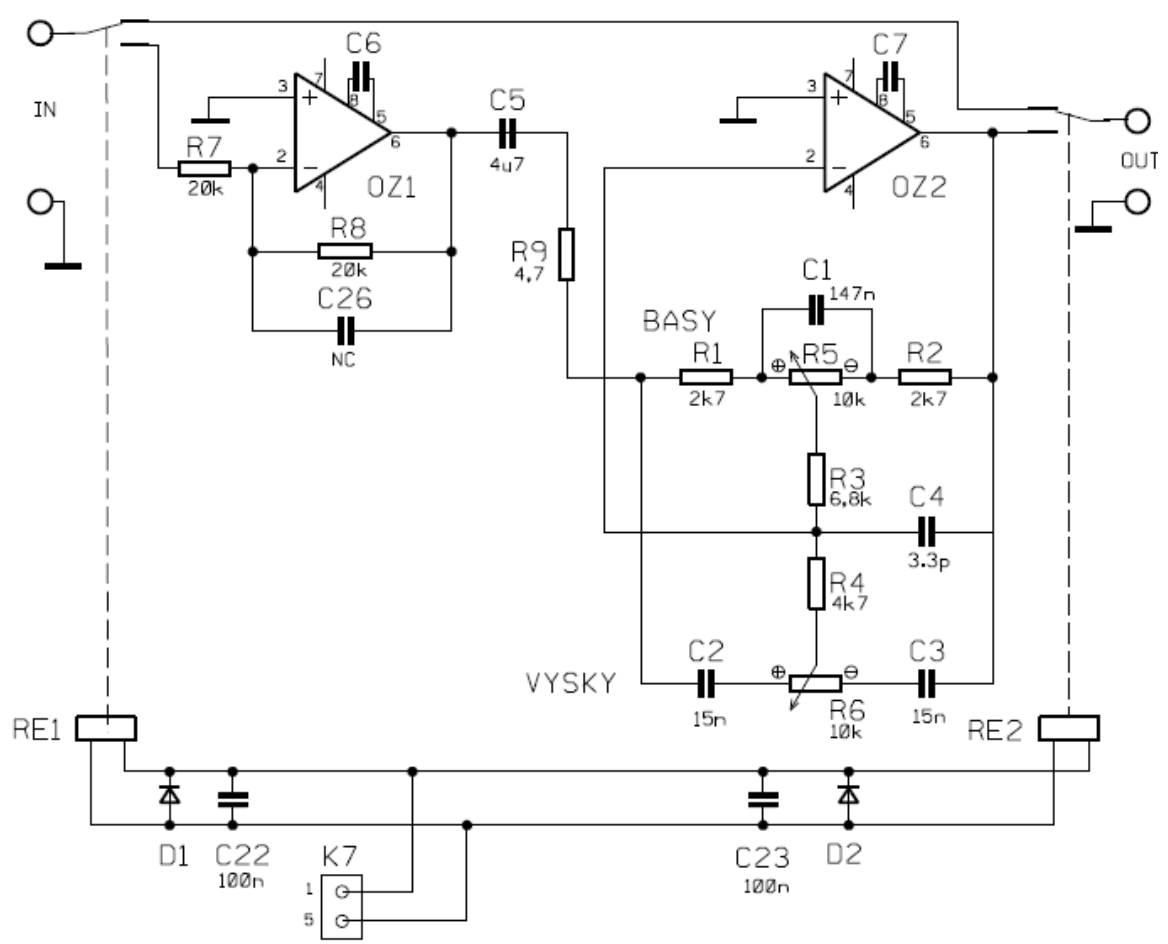 IN
R7
20k
3
2
7
4
8
5
6
+
−
C6
OZ1
R8
20k
C26
NC
C5
4u7
R9
4,7
3
2
7
4
8
5
6
+
−
C7
OZ2
OUT
BASY
C1
147n
R1
2k7
⊕
R5
⊖
10k
R2
2k7
R3
6,8k
C4
3.3p
R4
4k7
VYSKY
C2
15n
⊕
R6
⊖
10k
C3
15n
RE1
RE2
D1
C22
100n
K7
1
5
C23
100n
D2